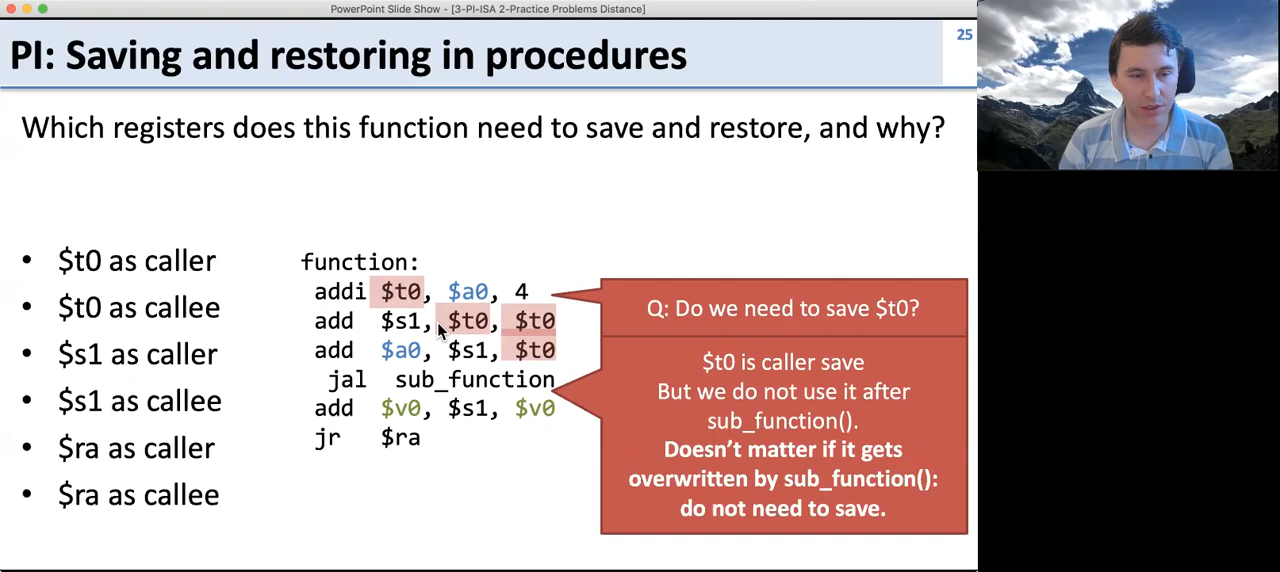 PowerPoint Slide Show - [3-PI-ISA 2-Practice Problems Distance]
PI: Saving and restoring in procedures
25
Which registers does this function need to save and restore, and why?
• $t0 as caller
• $t0 as callee
• $s1 as caller
• $s1 as callee
• $ra as caller
• $ra as callee
function:
addi $t0, $a0, 4
add $s1, $t0, $t0
add $a0, $s1, $t0
jal sub_function
add $v0, $s1, $v0
jr $ra
Q: Do we need to save $t0?
$t0 is caller save
But we do not use it after
sub_function().
Doesn't matter if it gets
overwritten by sub_function():
do not need to save.